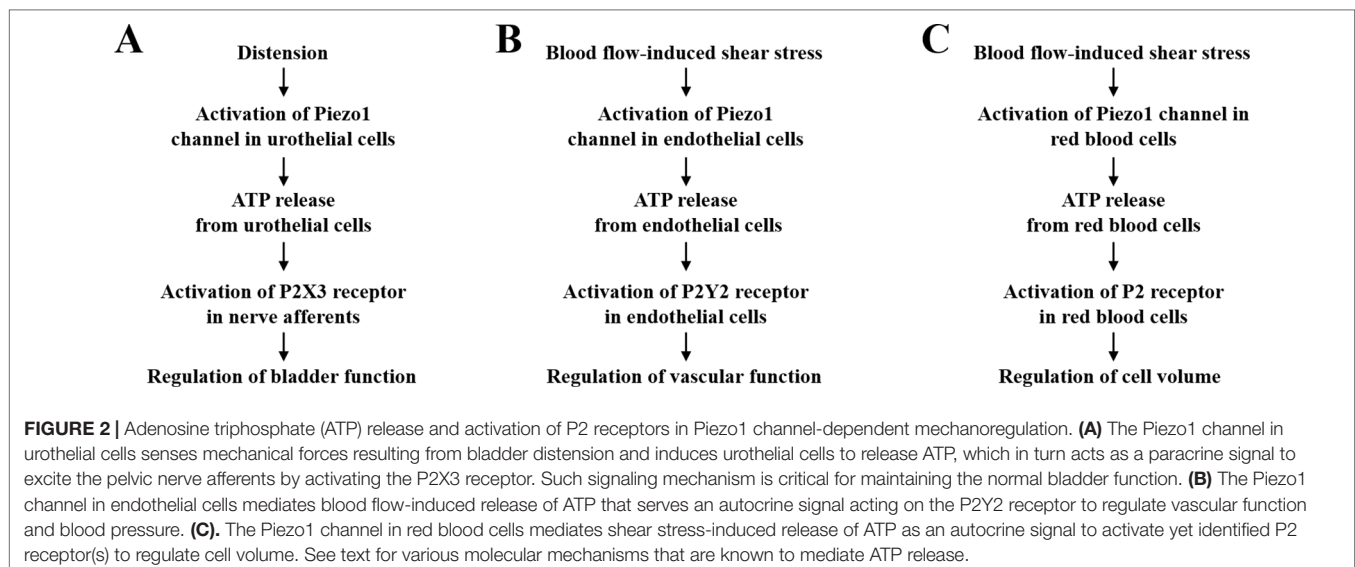 A
Distension
Activation of Piezo1
channel in urothelial cells
ATP release
from urothelial cells
Activation of P2X3 receptor
in nerve afferents
Regulation of bladder function
B
Blood flow-induced shear stress
Activation of Piezo1
channel in endothelial cells
ATP release
from endothelial cells
Activation of P2Y2 receptor
in endothelial cells
Regulation of vascular function
C
Blood flow-induced shear stress
Activation of Piezo1 channel in
red blood cells
ATP release
from red blood cells
Activation of P2 receptor
in red blood cells
Regulation of cell volume
FIGURE 2 | Adenosine triphosphate (ATP) release and activation of P2 receptors in Piezo1 channel-dependent mechanoregulation. (A) The Piezo1 channel in
urothelial cells senses mechanical forces resulting from bladder distension and induces urothelial cells to release ATP, which in turn acts as a paracrine signal to
excite the pelvic nerve afferents by activating the P2X3 receptor. Such signaling mechanism is critical for maintaining the normal bladder function. (B) The Piezo1
channel in endothelial cells mediates blood flow-induced release of ATP that serves an autocrine signal acting on the P2Y2 receptor to regulate vascular function
and blood pressure. (C). The Piezo1 channel in red blood cells mediates shear stress-induced release of ATP as an autocrine signal to activate yet identified P2
receptor(s) to regulate cell volume. See text for various molecular mechanisms that are known to mediate ATP release.